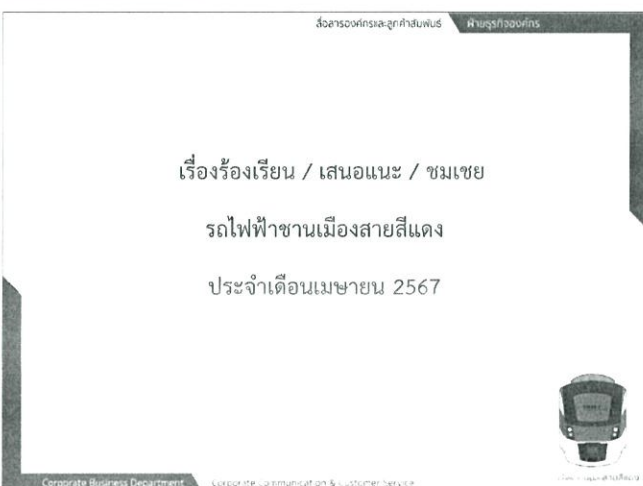 สื่อสารองค์กรและลูกค้าสัมพันธ์ ฝ่ายธุรกิจองค์กร
เรื่องร้องเรียน / เสนอแนะ / ชมเชย
รถไฟฟ้าชานเมืองสายสีแดง
ประจำเดือนเมษายน 2567
Corporate Business Department Corporate Communication & Customer Service